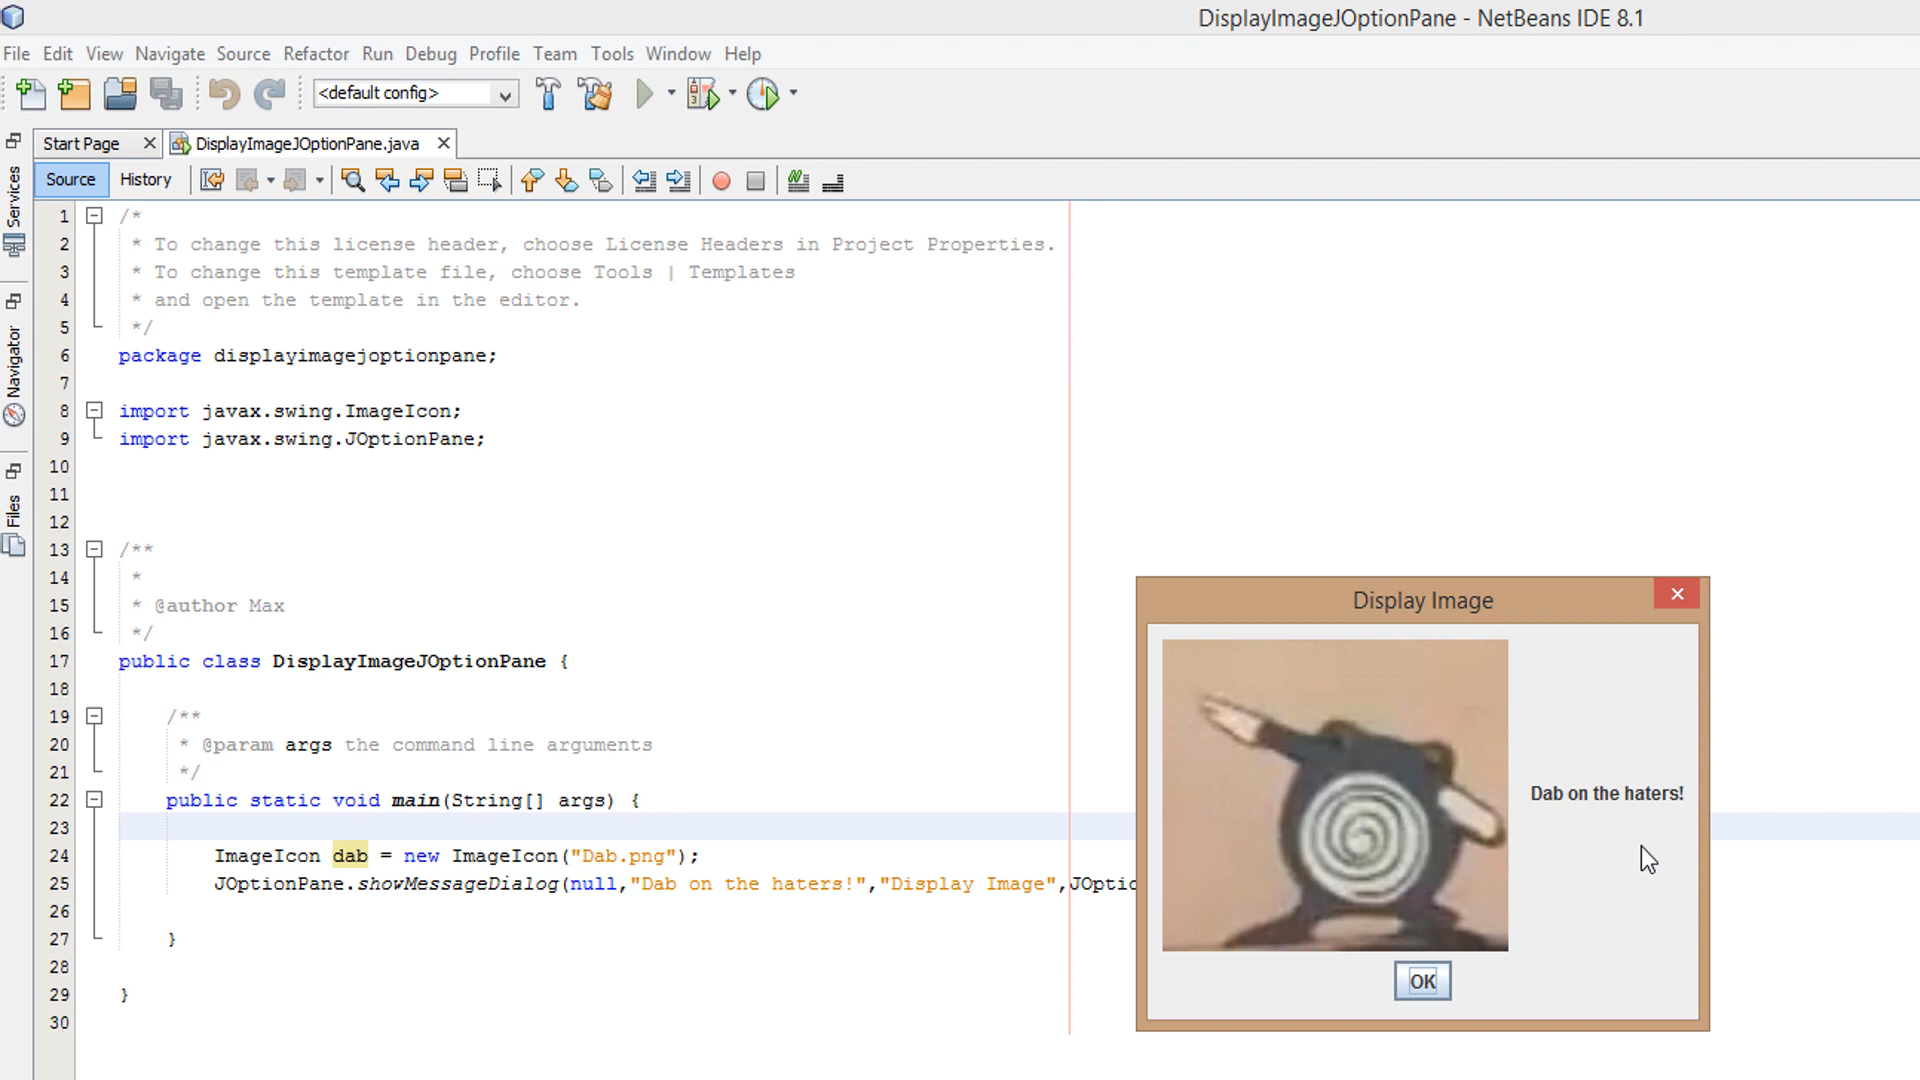 DisplayImageJOptionPane - NetBeans IDE 8.1
File Edit View Navigate Source Refactor Run Debug Profile Team Tools Window Help
<default config>
Start Page DisplayImageJOptionPane.java
Source History
Services
Navigator
Files
1 /*
2 * To change this license header, choose License Headers in Project Properties.
3 * To change this template file, choose Tools | Templates
4 * and open the template in the editor.
5 */
6 package displayimagejoptionpane;
7
8 import javax.swing.ImageIcon;
9 import javax.swing.JOptionPane;
10
11
12
13 /**
14 *
15 * @author Max
16 */
17 public class DisplayImageJOptionPane {
18
19 /**
20 * @param args the command line arguments
21 */
22 public static void main(String[] args) {
23
24 ImageIcon dab = new ImageIcon("Dab.png");
25 JOptionPane.showMessageDialog(null,"Dab on the haters!","Display Image",JOptio
26
27 }
28
29 }
30
Display Image
Dab on the haters!
OK